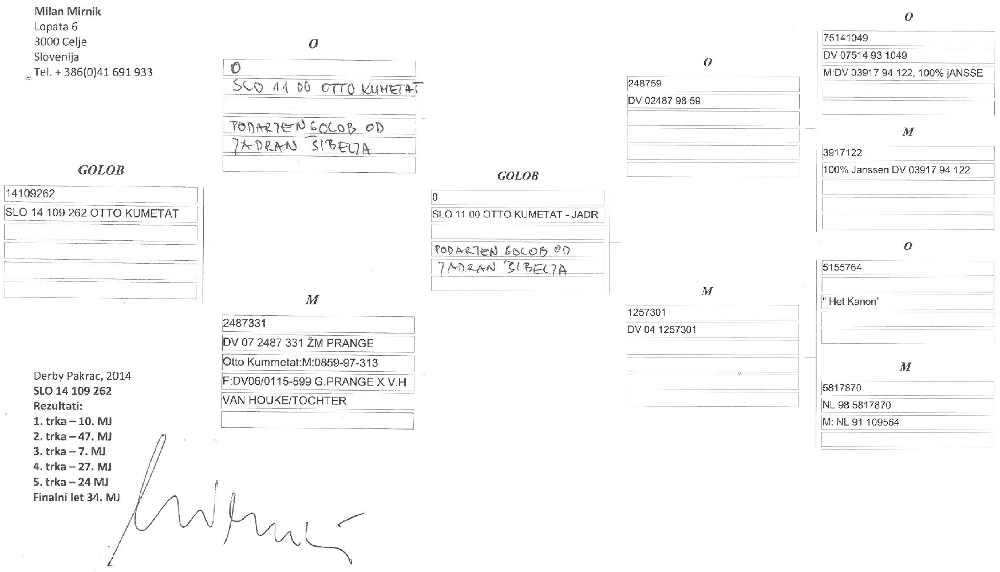 Milan Mirnik
Lopata 6
3000 Celje
Slovenija
Tel. + 386(0)41 691 933
O
0
SLO 11 00 OTTO KUMETAT
PODARJEN GOLOB OD
JADRAN ŠIBELJA
GOLOB
14109262
SLO 14 109 262 OTTO KUMETAT
M
2487331
DV 07 2487 331 ŽM PRANGE
Otto Kummetat:M:0859-97-313
F:DV06/0115-599 G.PRANGE X V.H
VAN HOUKE/TOCHTER
Derby Pakrac, 2014
SLO 14 109 262
Rezultati:
1. trka – 10. MJ
2. trka – 47. MJ
3. trka – 7. MJ
4. trka – 27. MJ
5. trka – 24 MJ
Finalni let 34. MJ
GOLOB
0
SLO 11 00 OTTO KUMETAT - JADR
PODARJEN GOLOB OD
JADRAN ŠIBELJA
O
248759
DV 02487 98 59
M
1257301
DV 04 1257301
O
75141049
DV 07514 93 1049
M:DV 03917 94 122, 100% jANSSE
M
3917122
100% Janssen DV 03917 94 122
O
5155764
" Het Kanon"
M
5817870
NL 98 5817870
M: NL 91 109564